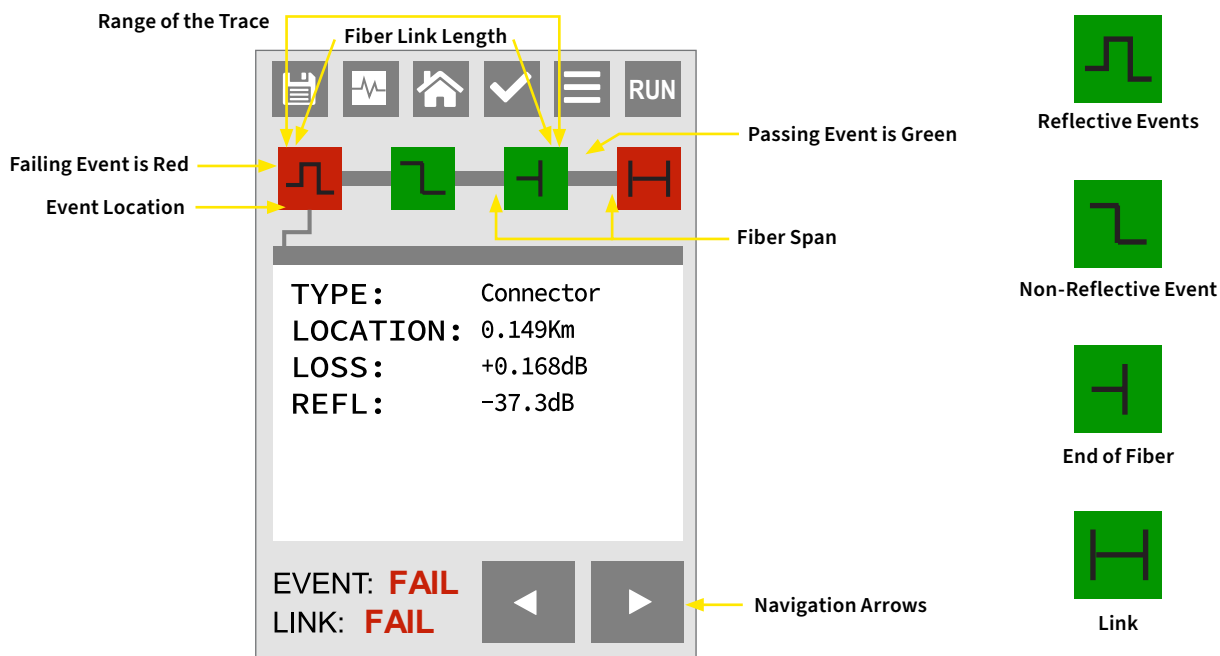 Range of the Trace
Fiber Link Length
RUN
Reflective Events
Passing Event is Green
Failing Event is Red
Event Location
Fiber Span
Non-Reflective Event
TYPE: Connector
LOCATION: 0.149Km
LOSS: +0.168dB
REFL: -37.3dB
End of Fiber
EVENT: FAIL
LINK: FAIL
Navigation Arrows
Link